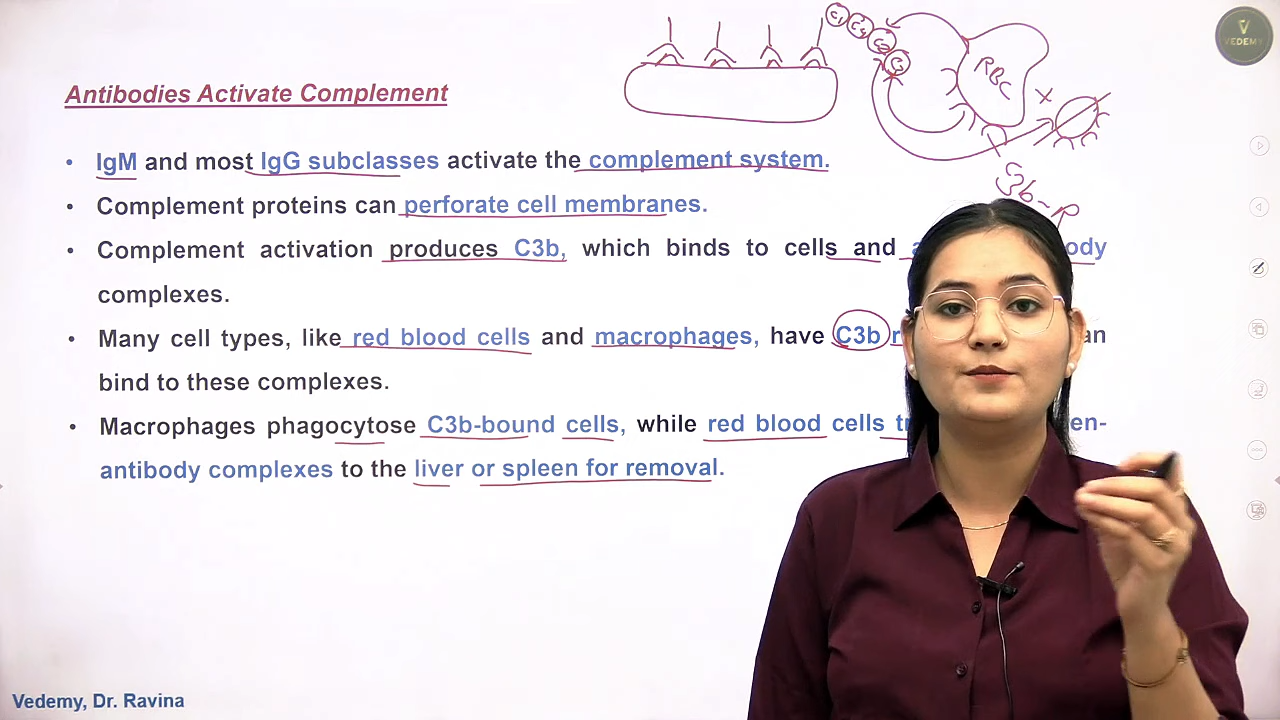 VEDEMY
RBC
Antibodies Activate Complement
• IgM and most IgG subclasses activate the complement system.
• Complement proteins can perforate cell membranes.
• Complement activation produces C3b, which binds to cells and
complexes.
• Many cell types, like red blood cells and macrophages, have C3b
bind to these complexes.
• Macrophages phagocytose C3b-bound cells, while red blood cells
antibody complexes to the liver or spleen for removal.
Vedemy, Dr. Ravina